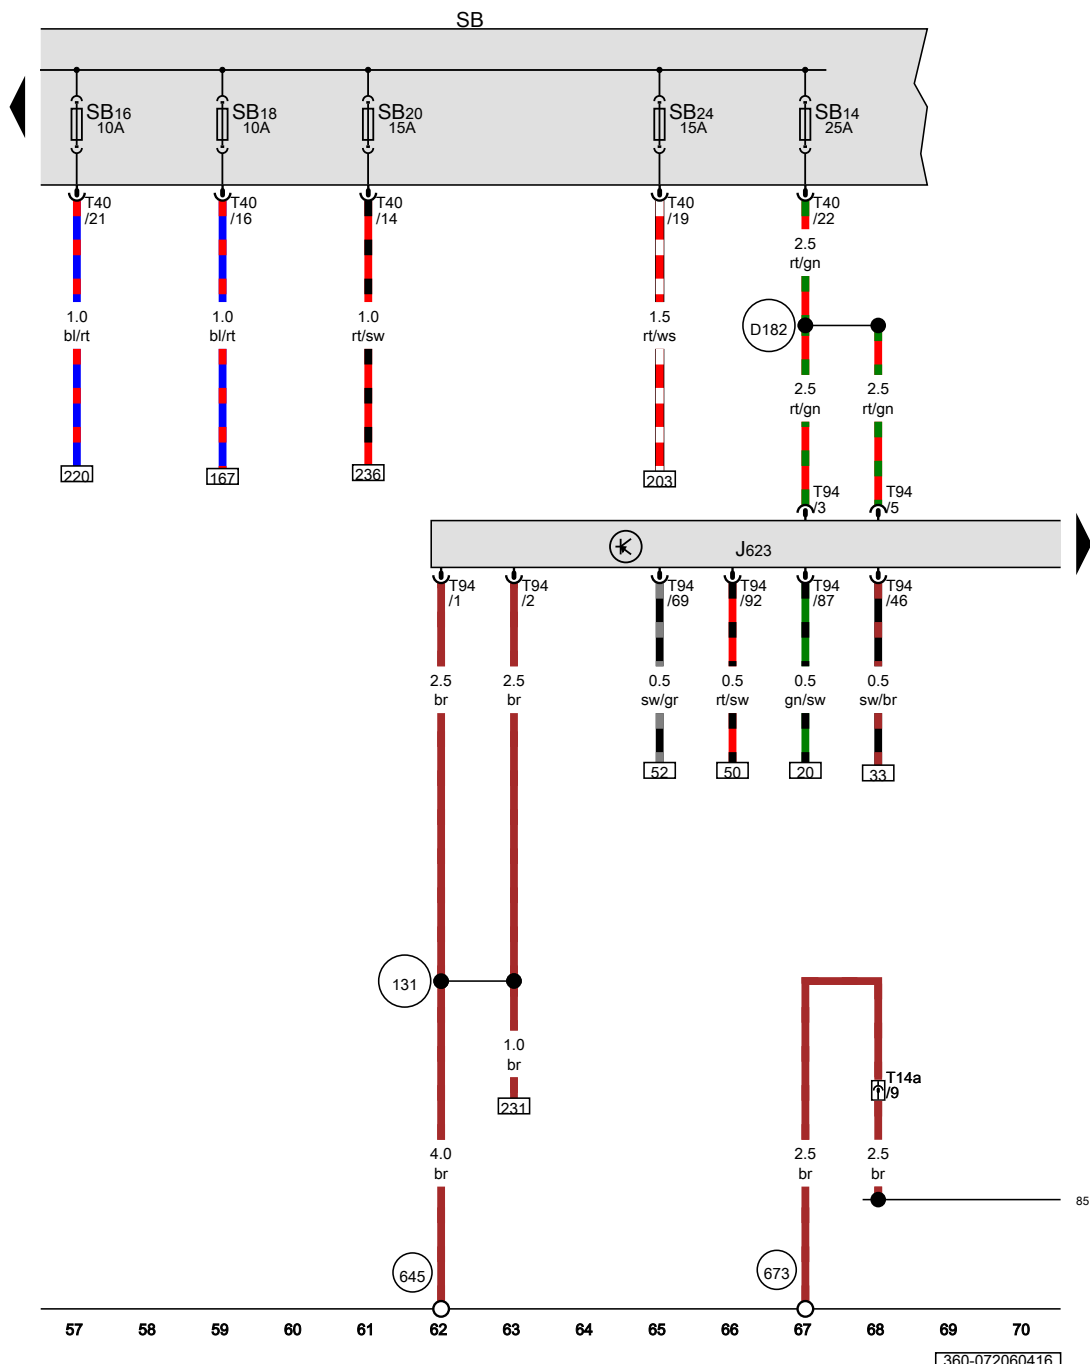 SB
SB16
10A
SB18
10A
SB20
15A
SB24
15A
SB14
25A
T40
/21
T40
/16
T40
/14
T40
/19
T40
/22
2.5
rt/gn
1.0
bl/rt
1.0
bl/rt
1.0
rt/sw
1.5
rt/ws
D182
2.5
rt/gn
2.5
rt/gn
220
167
236
203
T94
/3
T94
/5
J623
T94
/1
T94
/2
T94
/69
T94
/92
T94
/87
T94
/46
2.5
br
2.5
br
0.5
sw/gr
0.5
rt/sw
0.5
gn/sw
0.5
sw/br
52
50
20
33
131
1.0
br
231
T14a
/9
4.0
br
2.5
br
2.5
br
85
645
673
57 58 59 60 61 62 63 64 65 66 67 68 69 70
360-072060416